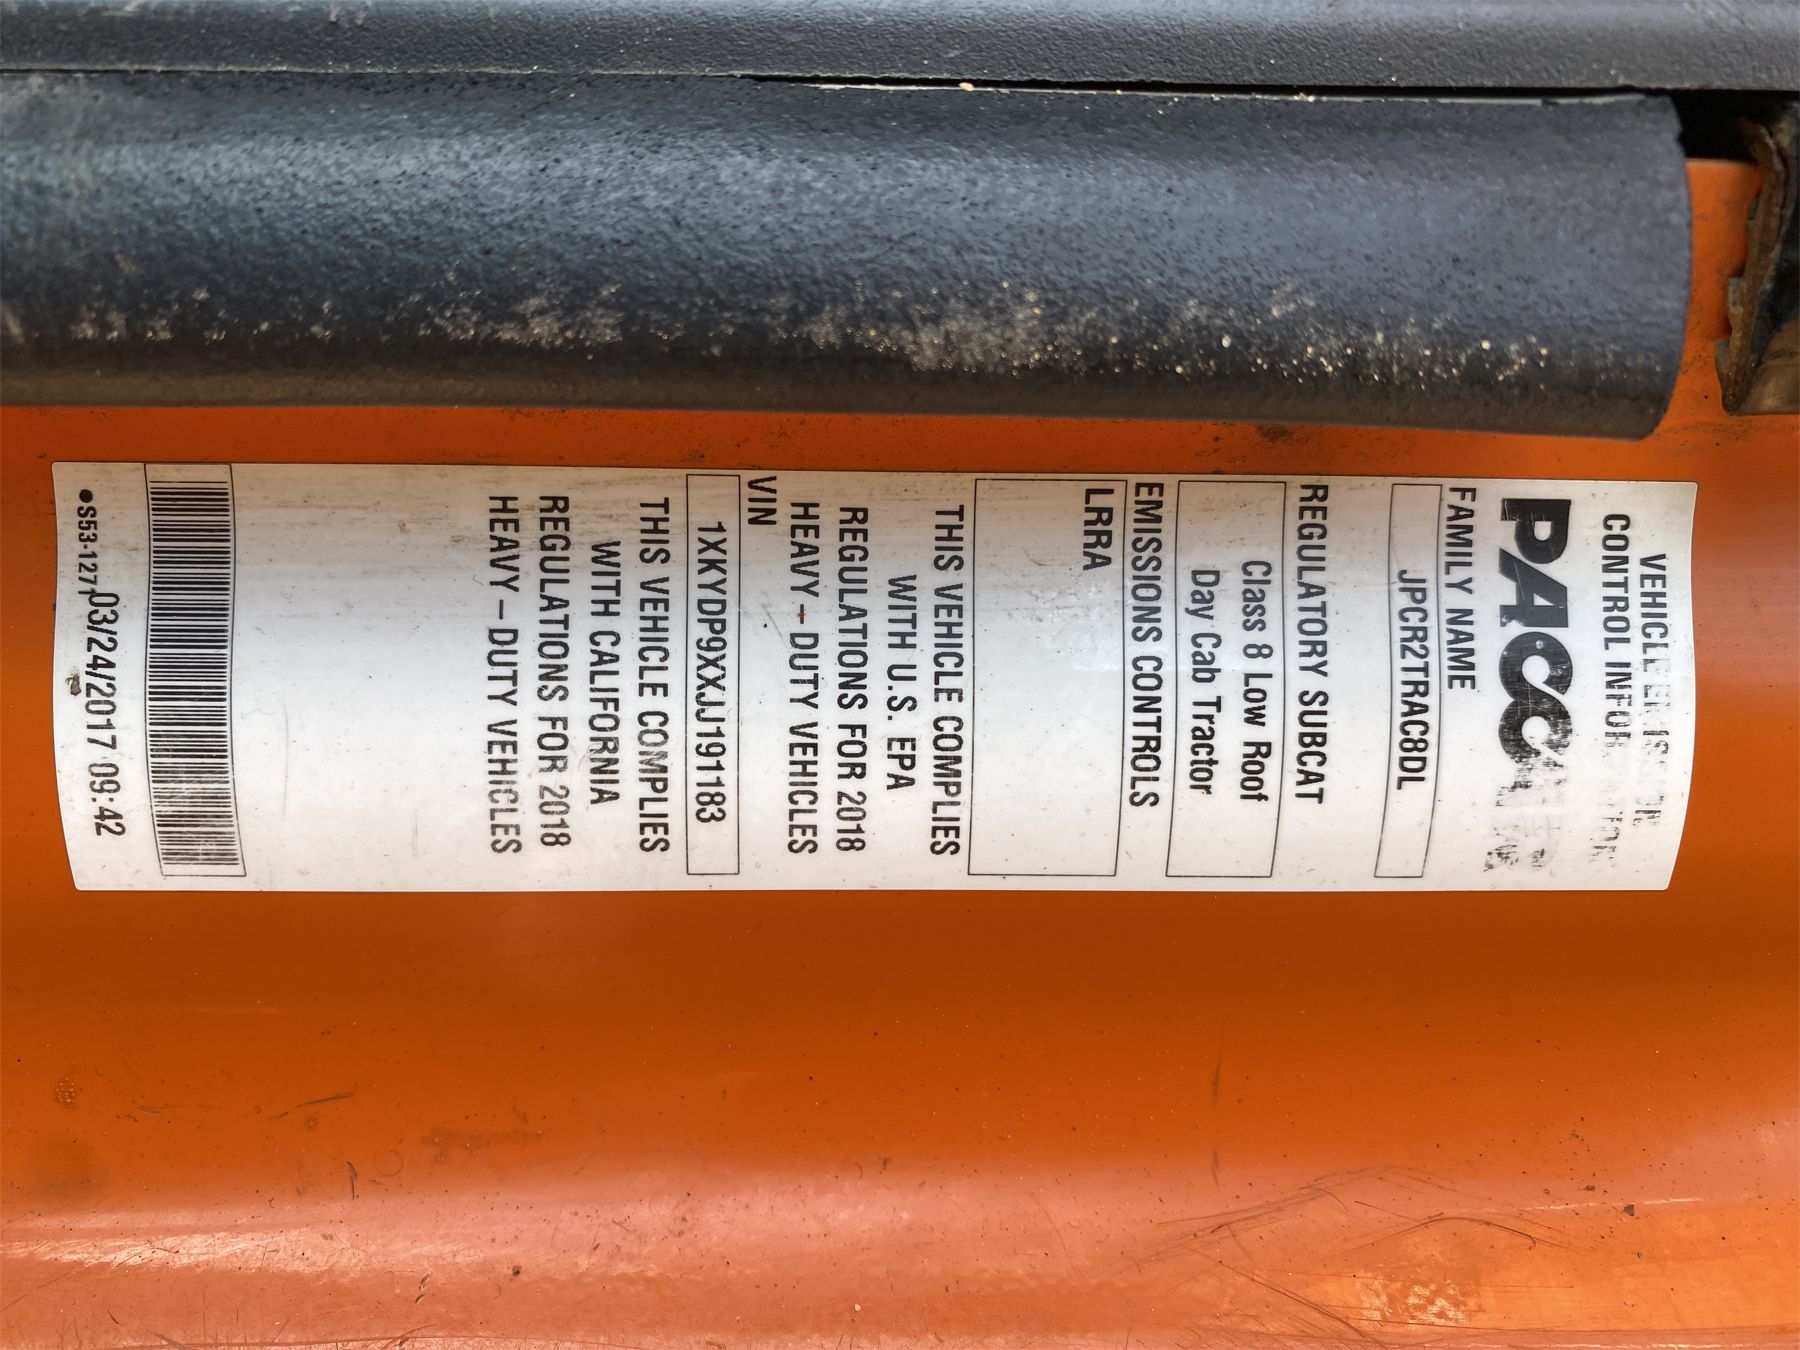 VEHICLE EMISSION
CONTROL INFORMATION
PACCAR
FAMILY NAME
JPCR2TRAC8DL
REGULATORY SUBCAT
Class 8 Low Roof
Day Cab Tractor
EMISSIONS CONTROLS
LRRA
THIS VEHICLE COMPLIES
WITH U.S. EPA
REGULATIONS FOR 2018
HEAVY-DUTY VEHICLES
VIN
1XKYDP9XXJJ191183
THIS VEHICLE COMPLIES
WITH CALIFORNIA
REGULATIONS FOR 2018
HEAVY-DUTY VEHICLES
●S53-1271 03/24/2017 09:42